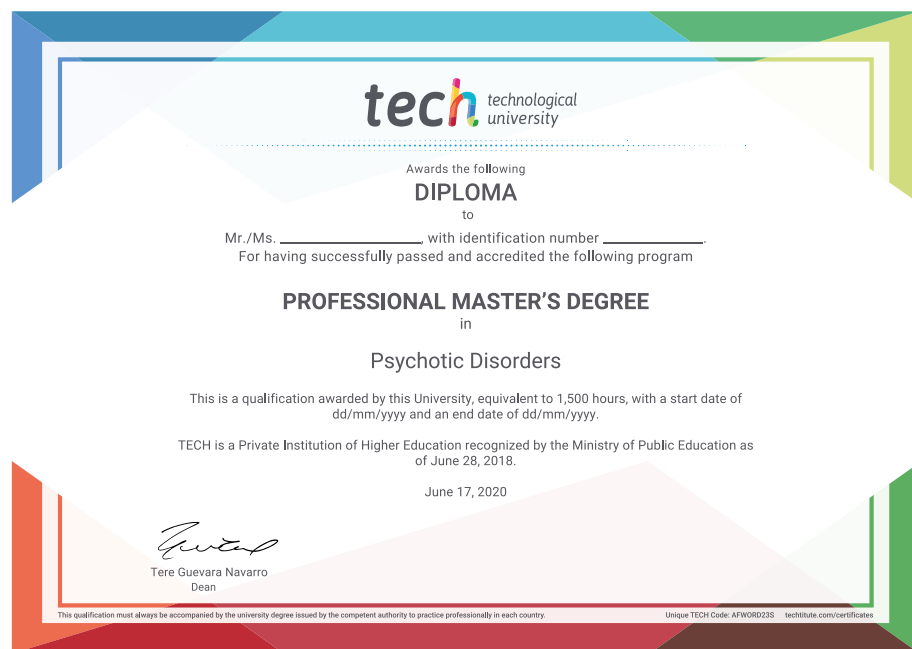 tech technological
university
Awards the following
DIPLOMA
to
Mr./Ms. ____________________, with identification number ______________.
For having successfully passed and accredited the following program
PROFESSIONAL MASTER'S DEGREE
in
Psychotic Disorders
This is a qualification awarded by this University, equivalent to 1,500 hours, with a start date of
dd/mm/yyyy and an end date of dd/mm/yyyy.
TECH is a Private Institution of Higher Education recognized by the Ministry of Public Education as
of June 28, 2018.
June 17, 2020
Tere Guevara Navarro
Dean
This qualification must always be accompanied by the university degree issued by the competent authority to practice professionally in each country.
Unique TECH Code: AFWORD23S techtitute.com/certificates